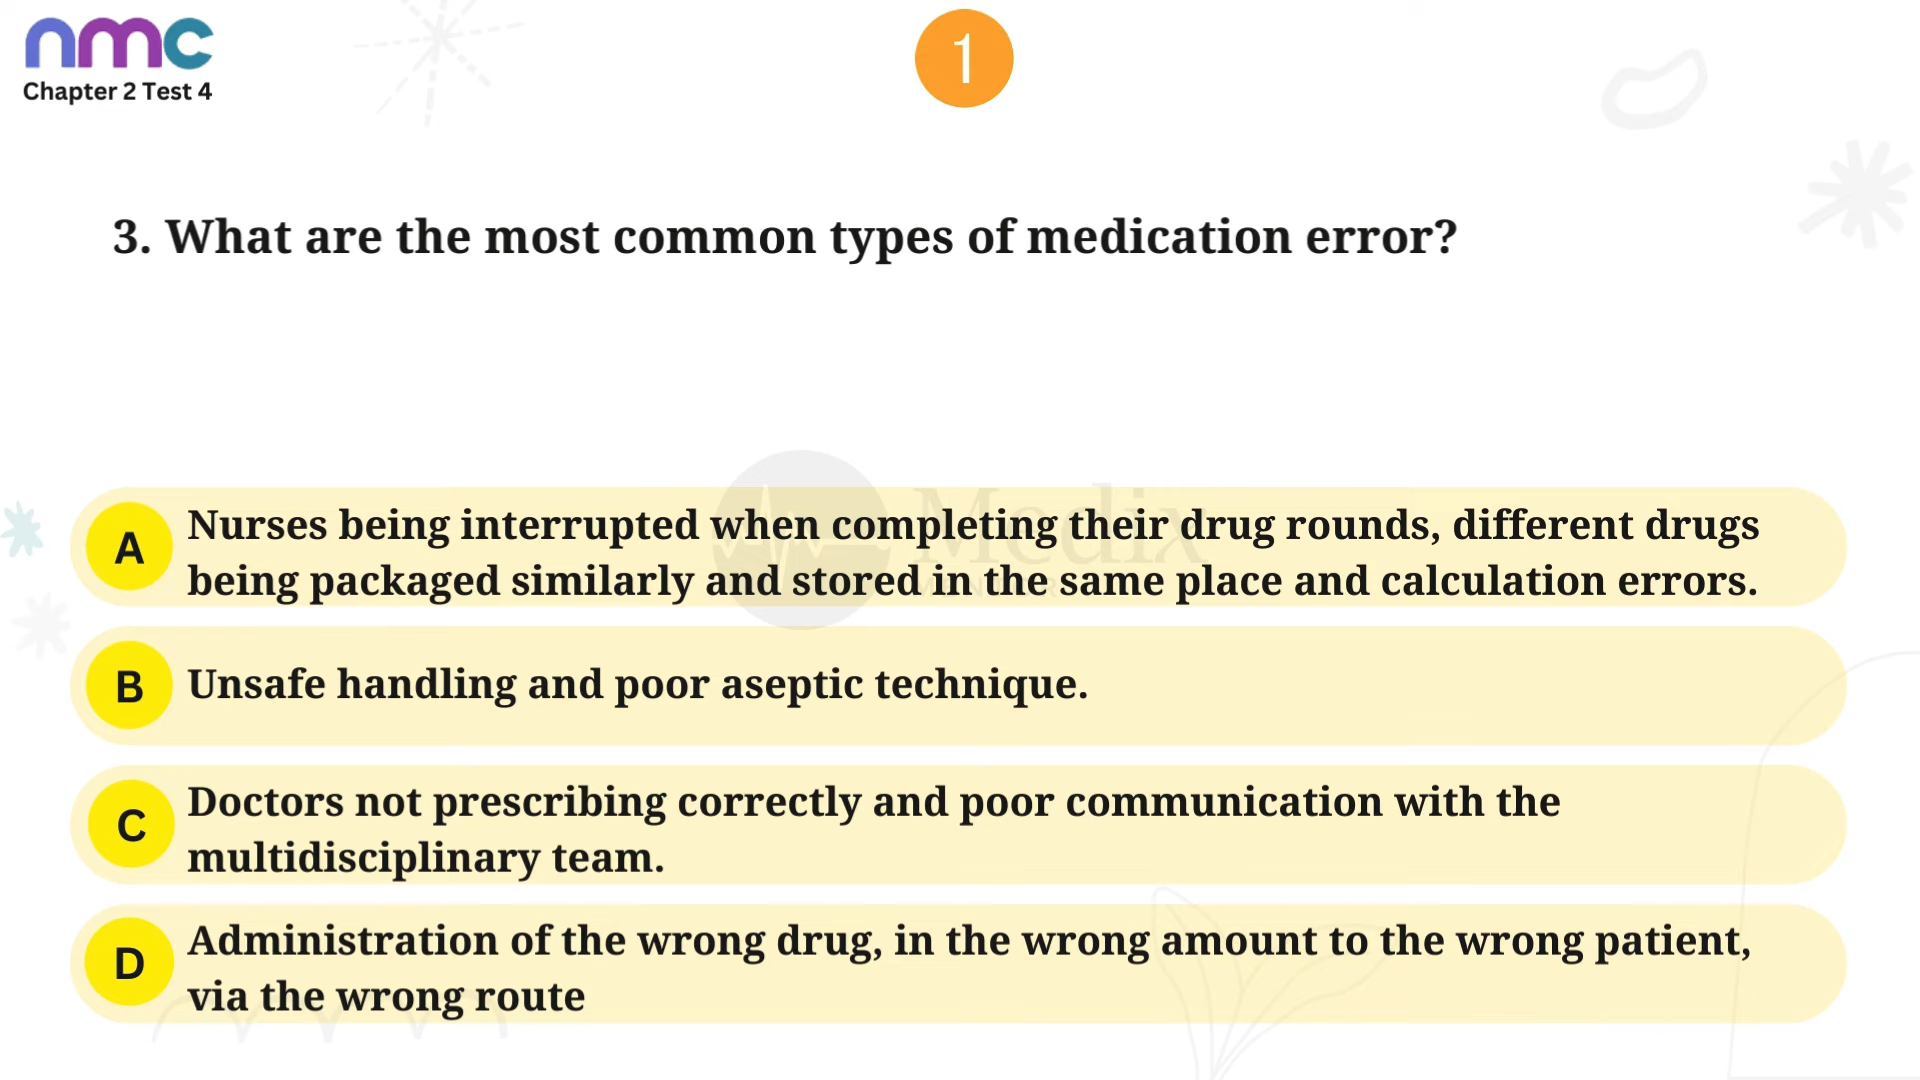 nmc
Chapter 2 Test 4
1
3. What are the most common types of medication error?
Medix
A
Nurses being interrupted when completing their drug rounds, different drugs
being packaged similarly and stored in the same place and calculation errors.
B
Unsafe handling and poor aseptic technique.
C
Doctors not prescribing correctly and poor communication with the
multidisciplinary team.
D
Administration of the wrong drug, in the wrong amount to the wrong patient,
via the wrong route